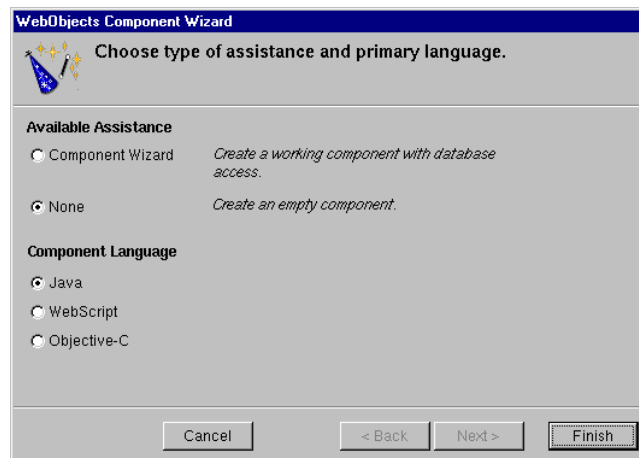 WebObjects Component Wizard
Choose type of assistance and primary language.
Available Assistance
Component Wizard Create a working component with database
access.
None Create an empty component.
Component Language
Java
WebScript
Objective-C
Cancel < Back Next > Finish